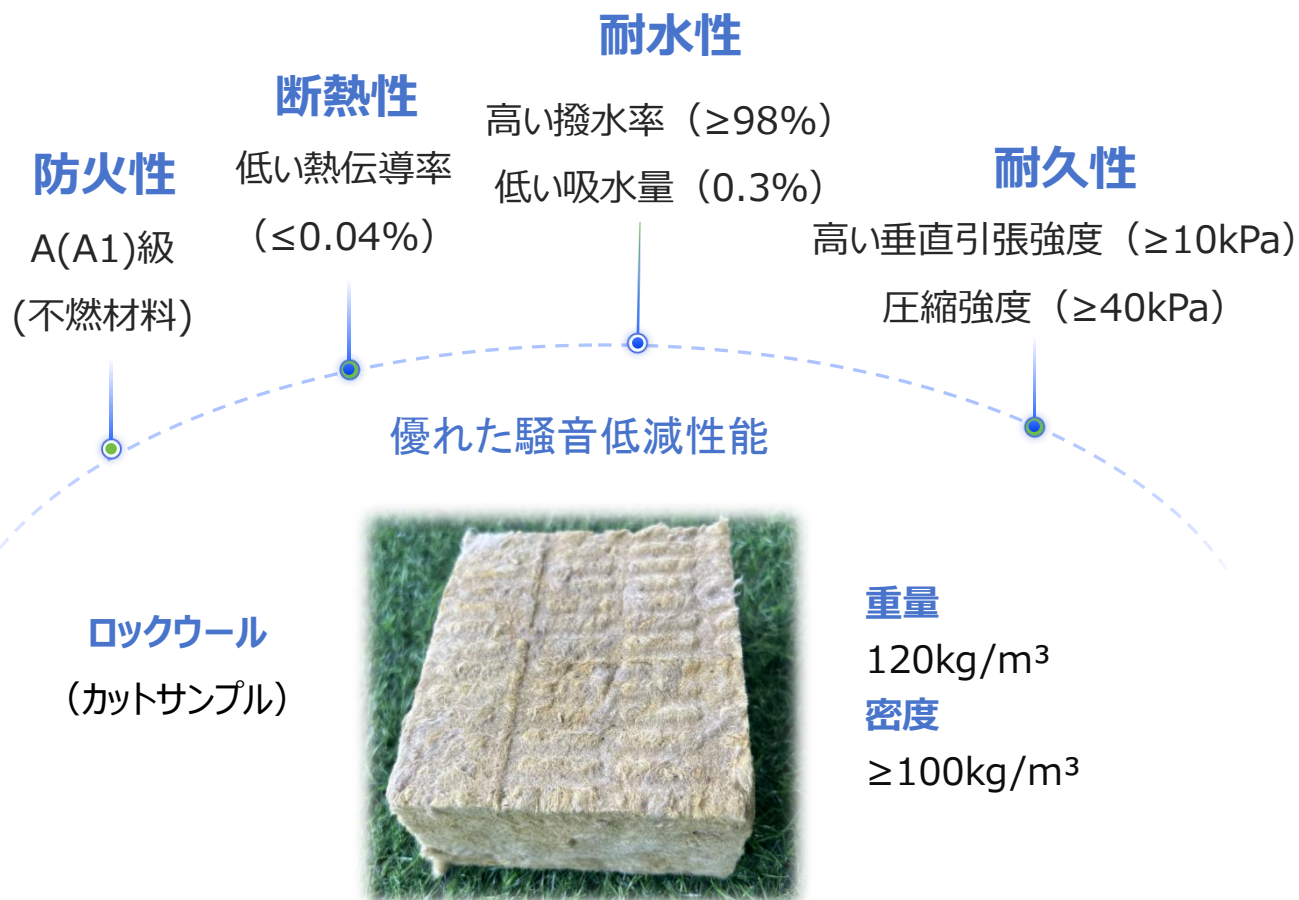 防火性
A(A1)級
(不燃材料)
断熱性
低い熱伝導率
（≤0.04%）
耐水性
高い撥水率（≥98%）
低い吸水量（0.3%）
耐久性
高い垂直引張強度（≥10kPa）
圧縮強度（≥40kPa）
優れた騒音低減性能
ロックウール
（カットサンプル）
重量
120kg/m³
密度
≥100kg/m³